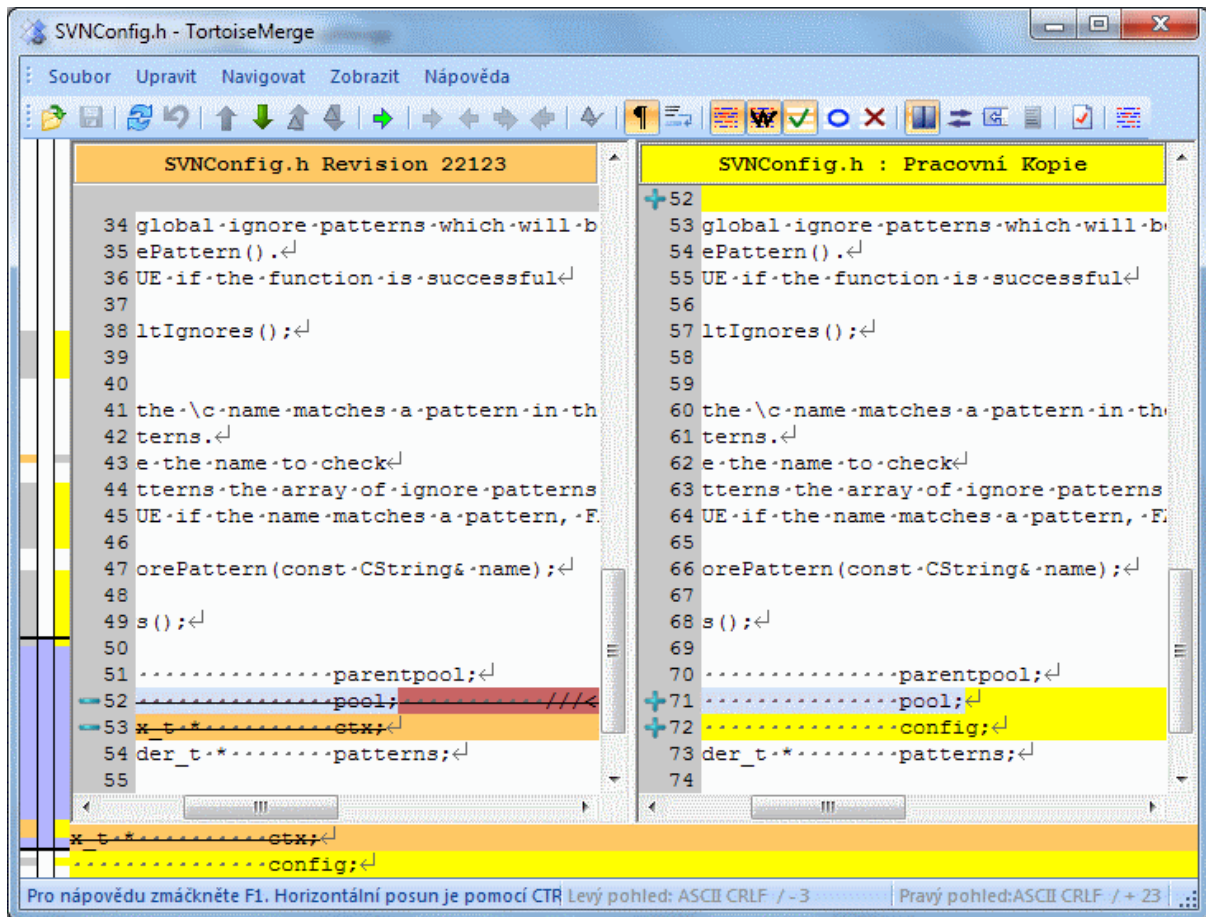 SVNConfig.h - TortoiseMerge
Soubor Upravit Navigovat Zobrazit Nápověda
SVNConfig.h Revision 22123
34 global·ignore·patterns·which·will·b
35 ePattern().↵
36 UE·if·the·function·is·successful↵
37
38 ltIgnores();↵
39
40
41 the·\c·name·matches·a·pattern·in·th
42 terns.↵
43 e·the·name·to·check↵
44 tterns·the·array·of·ignore·patterns
45 UE·if·the·name·matches·a·pattern,·F
46
47 orePattern(const·CString&·name);↵
48
49 s();↵
50
51 ···············parentpool;↵
52 ···············pool;···········///<
53 x_t·*··········ctx;↵
54 der_t·*········patterns;↵
55
SVNConfig.h : Pracovní Kopie
52
53 global·ignore·patterns·which·will·b
54 ePattern().↵
55 UE·if·the·function·is·successful↵
56
57 ltIgnores();↵
58
59
60 the·\c·name·matches·a·pattern·in·the
61 terns.↵
62 e·the·name·to·check↵
63 tterns·the·array·of·ignore·patterns
64 UE·if·the·name·matches·a·pattern,·F
65
66 orePattern(const·CString&·name);↵
67
68 s();↵
69
70 ···············parentpool;↵
71 ···············pool;↵
72 ···············config;↵
73 der_t·*········patterns;↵
74
x_t·*··········ctx;↵
···············config;↵
Pro nápovědu zmáčkněte F1. Horizontální posun je pomocí CTR Levý pohled: ASCII CRLF / - 3 Pravý pohled:ASCII CRLF / + 23